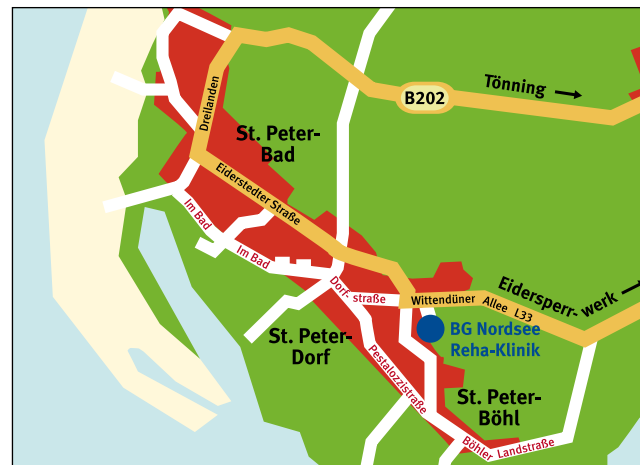 Tönning
B202
Dreilanden
St. Peter-
Bad
Eiderstedter Straße
Im Bad
Im Bad
Dorf-
straße
Wittendüner Allee L33
Eidersperr- werk
BG Nordsee
Reha-Klinik
St. Peter-
Dorf
Pestalozzistraße
St. Peter-
Böhl
Böhler Landstraße